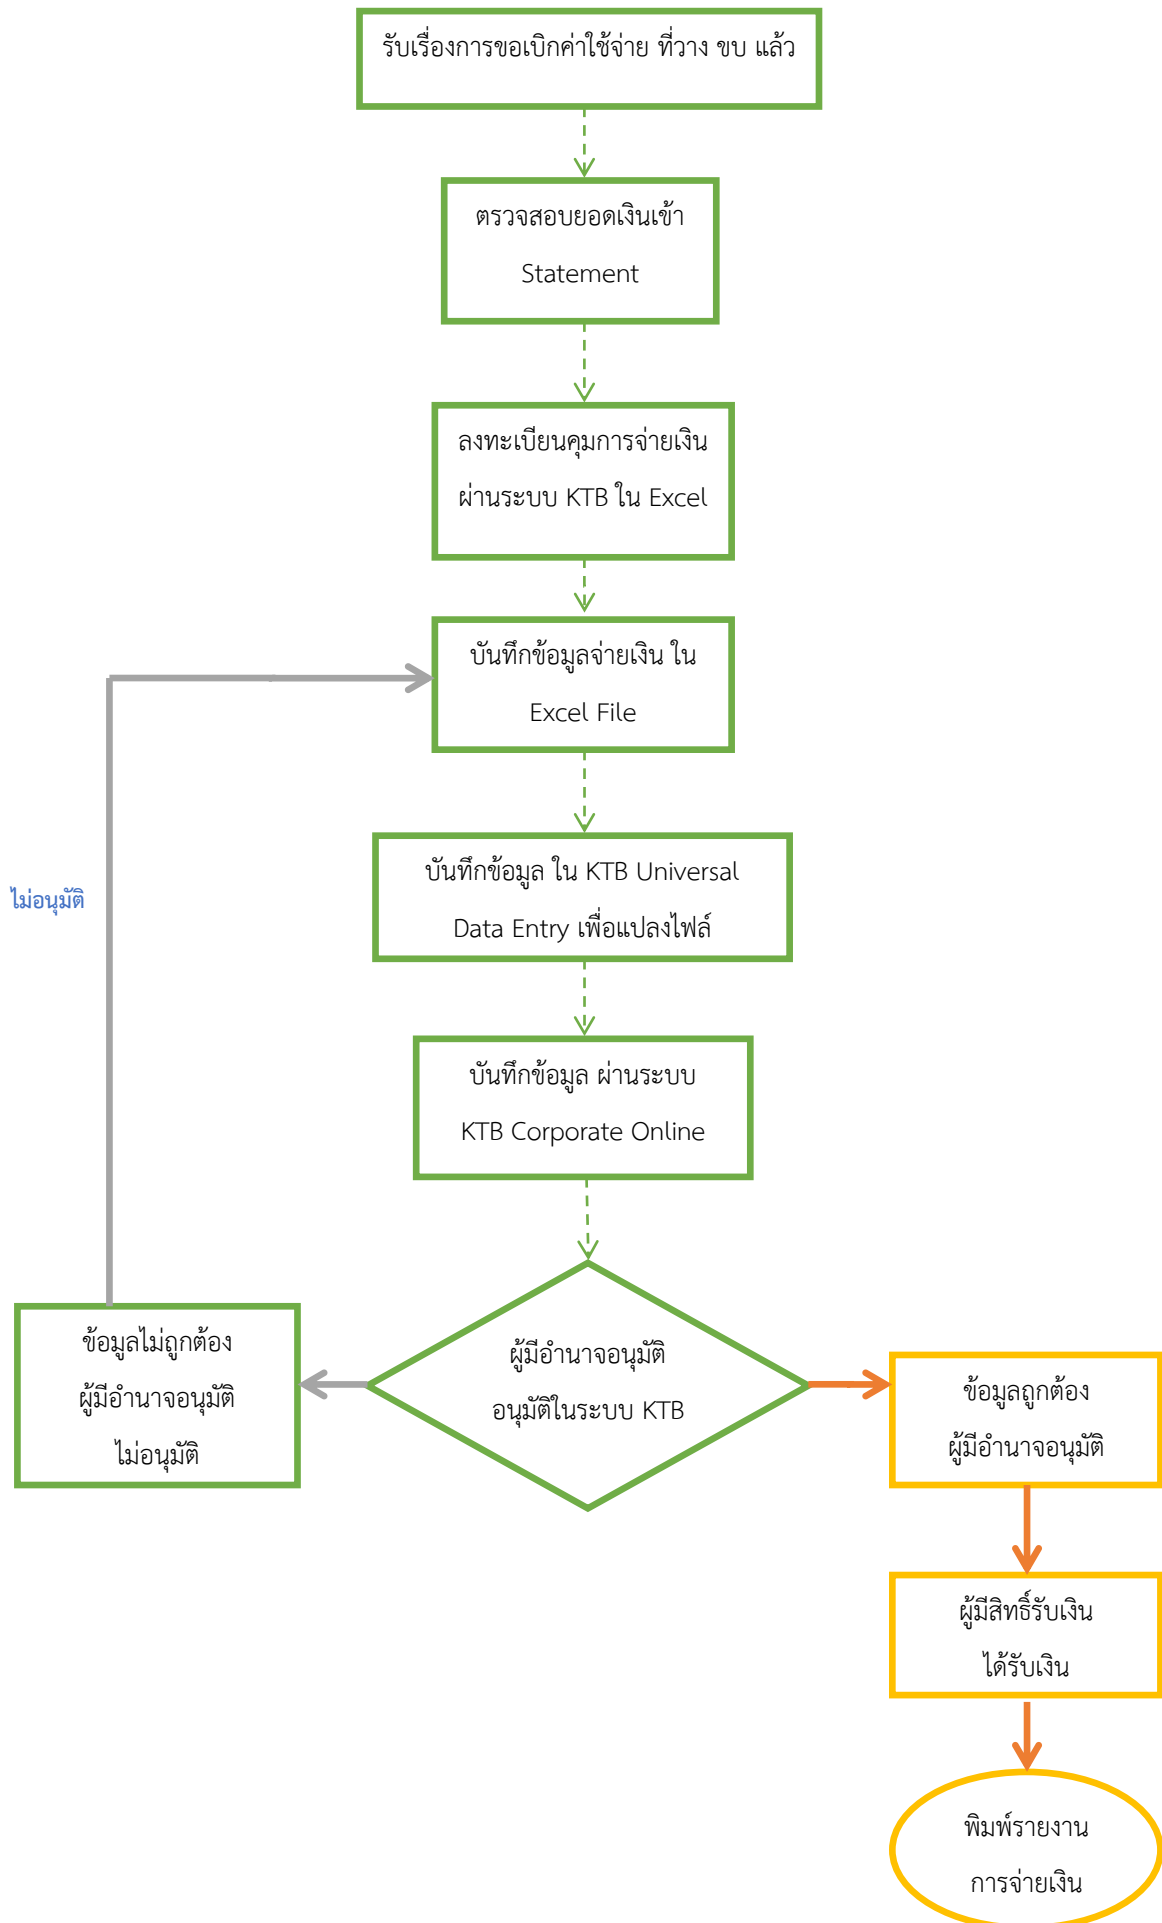 รับเรื่องการขอเบิกค่าใช้จ่าย ที่วาง ขบ แล้ว
ตรวจสอบยอดเงินเข้า
Statement
ลงทะเบียนคุมการจ่ายเงิน
ผ่านระบบ KTB ใน Excel
บันทึกข้อมูลจ่ายเงิน ใน
Excel File
บันทึกข้อมูล ใน KTB Universal
Data Entry เพื่อแปลงไฟล์
ไม่อนุมัติ
บันทึกข้อมูล ผ่านระบบ
KTB Corporate Online
ข้อมูลไม่ถูกต้อง
ผู้มีอำนาจอนุมัติ
ไม่อนุมัติ
ผู้มีอำนาจอนุมัติ
อนุมัติในระบบ KTB
ข้อมูลถูกต้อง
ผู้มีอำนาจอนุมัติ
ผู้มีสิทธิ์รับเงิน
ได้รับเงิน
พิมพ์รายงาน
การจ่ายเงิน